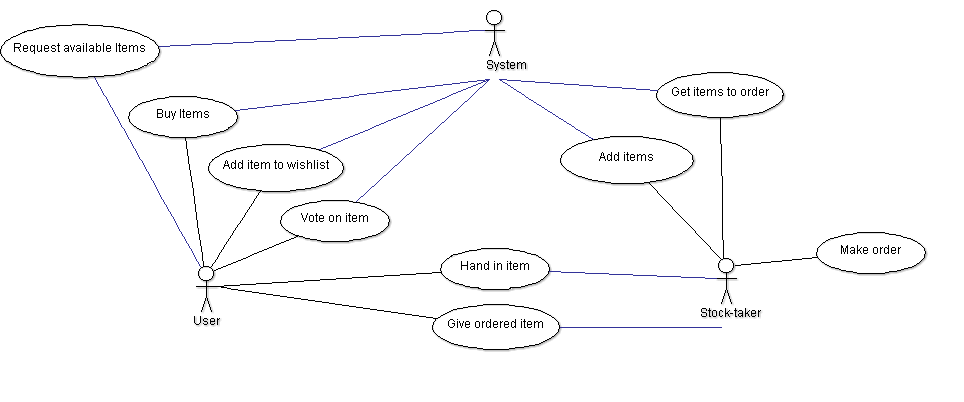 Request available Items
System
Get items to order
Buy Items
Add items
Add item to wishlist
Vote on item
Make order
Hand in item
Stock-taker
User
Give ordered item